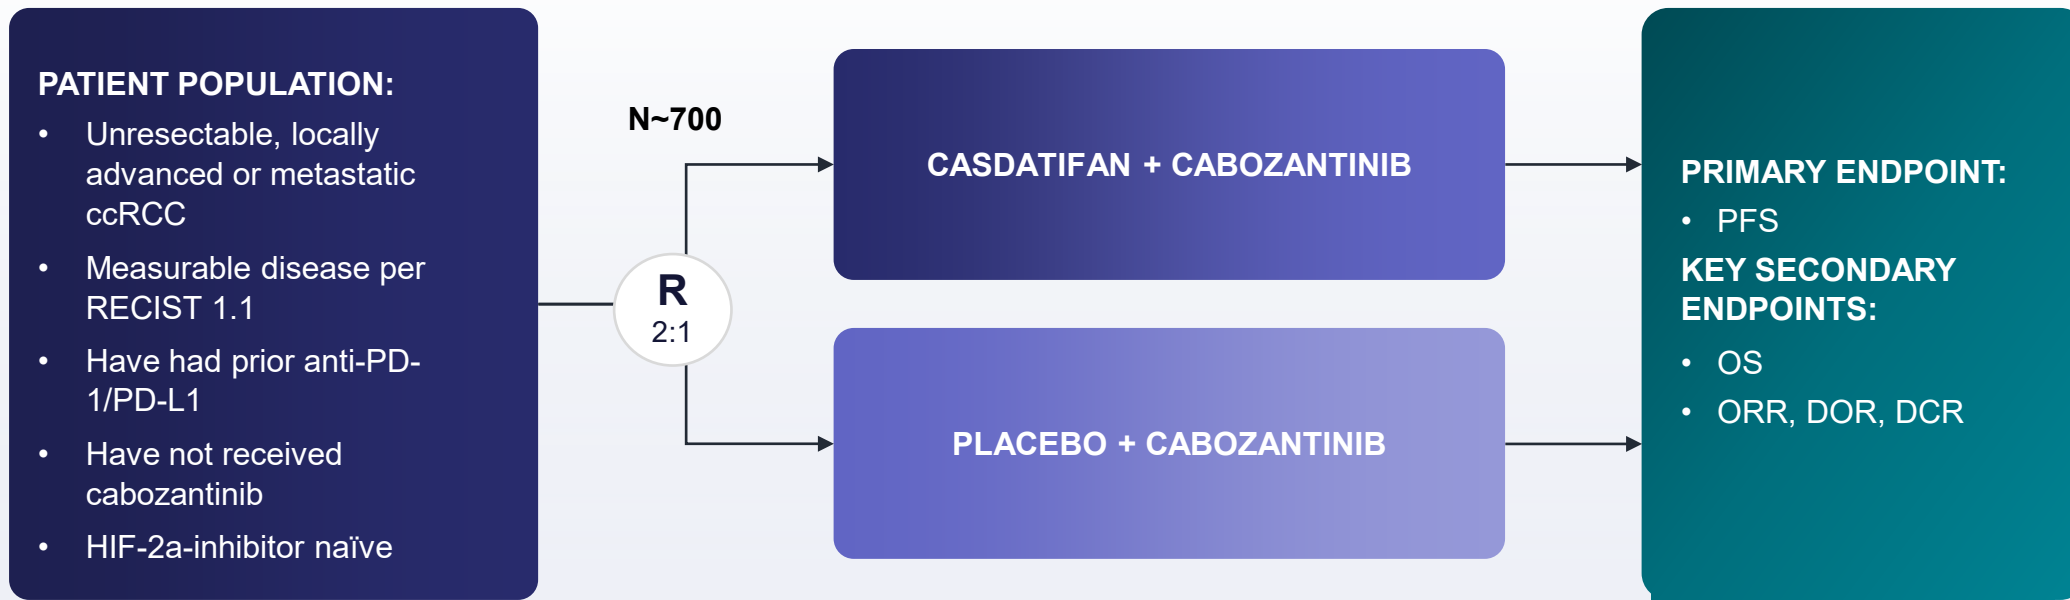 PATIENT POPULATION:
• Unresectable, locally
advanced or metastatic
ccRCC
• Measurable disease per
RECIST 1.1
• Have had prior anti-PD-
1/PD-L1
• Have not received
cabozantinib
• HIF-2a-inhibitor naïve
N~700
R
2:1
CASDATIFAN + CABOZANTINIB
PLACEBO + CABOZANTINIB
PRIMARY ENDPOINT:
• PFS
KEY SECONDARY
ENDPOINTS:
• OS
• ORR, DOR, DCR